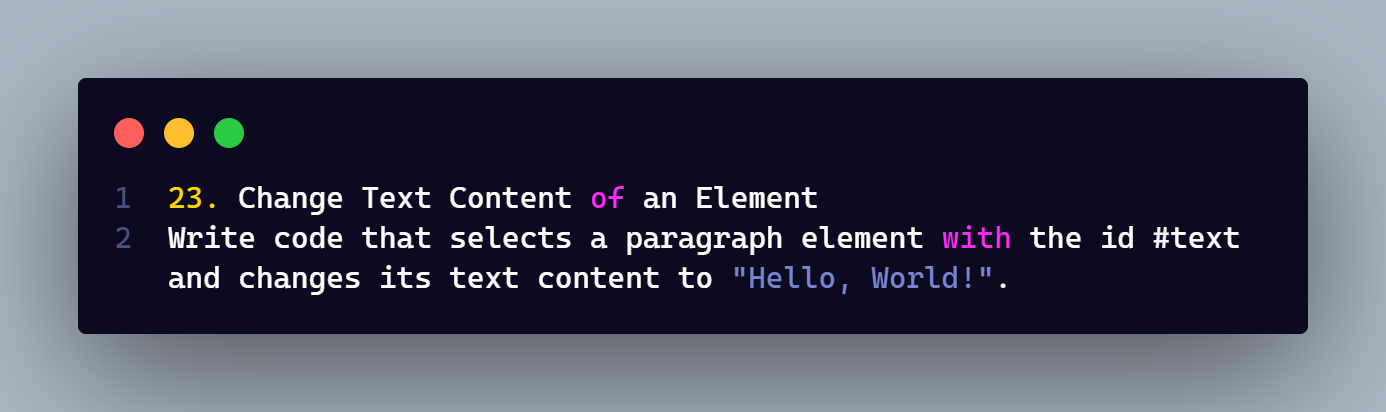 1 23. Change Text Content of an Element
2 Write code that selects a paragraph element with the id #text
and changes its text content to "Hello, World!".